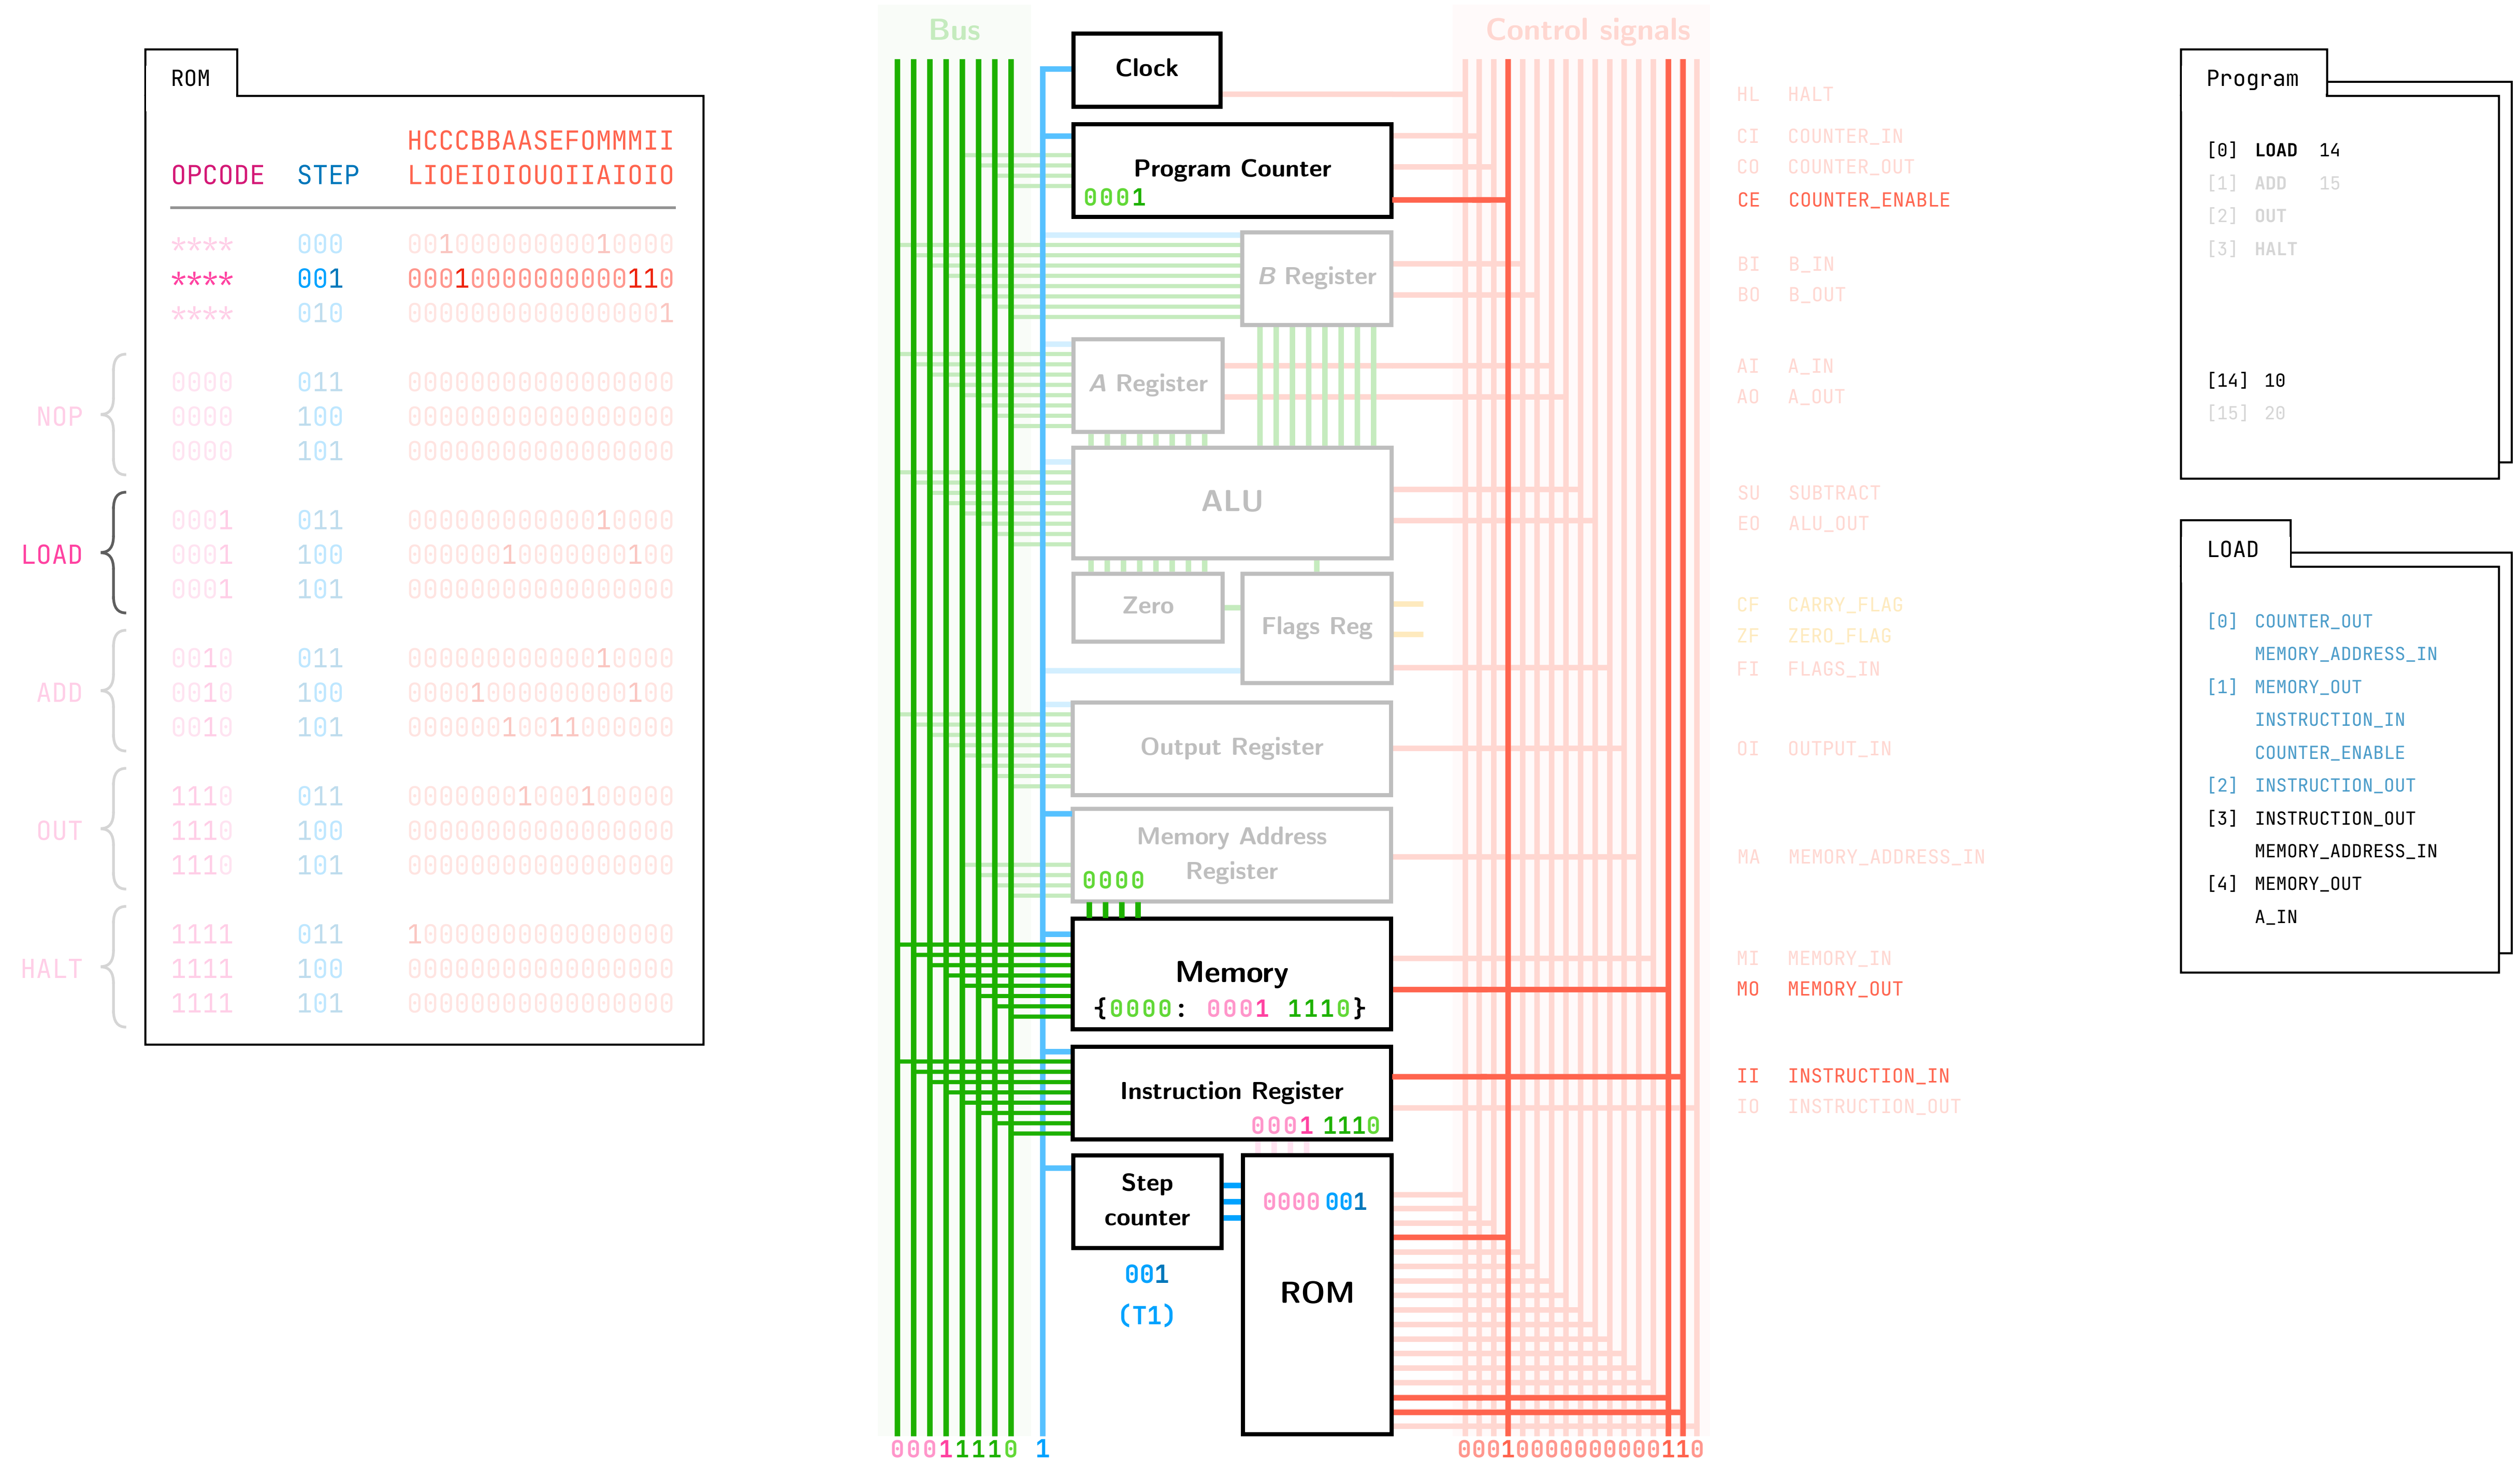 ROM
HCCCBBAASEFOMMMII
OPCODE STEP LIOEIOIOUOIIAIOIO
**** 000 00100000000010000
**** 001 00010000000000110
**** 010 00000000000000001
NOP
0000 011 00000000000000000
0000 100 00000000000000000
0000 101 00000000000000000
LOAD
0001 011 00000000000010000
0001 100 00000010000000100
0001 101 00000000000000000
ADD
0010 011 00000000000010000
0010 100 00001000000000100
0010 101 00000010011000000
OUT
1110 011 00000001000100000
1110 100 00000000000000000
1110 101 00000000000000000
HALT
1111 011 10000000000000000
1111 100 00000000000000000
1111 101 00000000000000000
Bus
Control signals
Clock
Program Counter
0001
B Register
A Register
ALU
Zero
Flags Reg
Output Register
Memory Address
Register
0000
Memory
{0000: 0001 1110}
Instruction Register
0001 1110
Step
counter
001
(T1)
0000 001
ROM
00011110 1 00010000000000110
HL HALT
CI COUNTER_IN
CO COUNTER_OUT
CE COUNTER_ENABLE
BI B_IN
BO B_OUT
AI A_IN
AO A_OUT
SU SUBTRACT
EO ALU_OUT
CF CARRY_FLAG
ZF ZERO_FLAG
FI FLAGS_IN
OI OUTPUT_IN
MA MEMORY_ADDRESS_IN
MI MEMORY_IN
MO MEMORY_OUT
II INSTRUCTION_IN
IO INSTRUCTION_OUT
Program
[0] LOAD 14
[1] ADD 15
[2] OUT
[3] HALT
[14] 10
[15] 20
LOAD
[0] COUNTER_OUT
MEMORY_ADDRESS_IN
[1] MEMORY_OUT
INSTRUCTION_IN
COUNTER_ENABLE
[2] INSTRUCTION_OUT
[3] INSTRUCTION_OUT
MEMORY_ADDRESS_IN
[4] MEMORY_OUT
A_IN